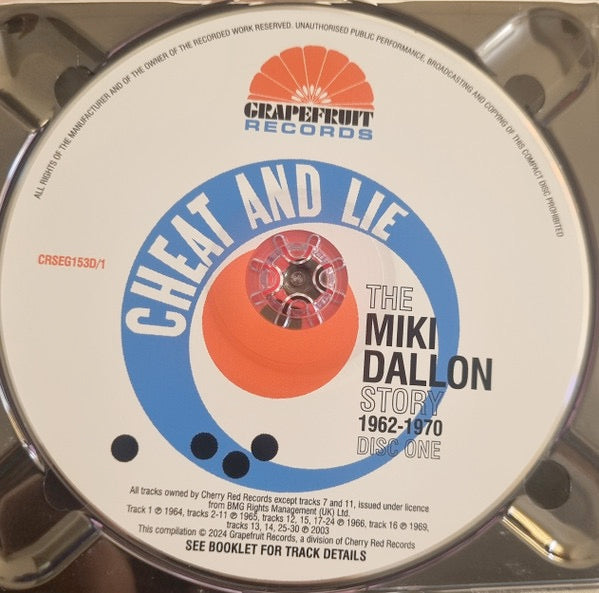 ALL RIGHTS OF THE MANUFACTURER AND OF THE OWNER OF THE RECORDED WORK RESERVED. UNAUTHORISED PUBLIC PERFORMANCE, BROADCASTING AND COPYING OF THIS COMPACT DISC PROHIBITED
GRAPEFRUIT
RECORDS
CHEAT AND LIE
CRSEG153D/1
THE
MIKI
DALLON
STORY
1962-1970
DISC ONE
All tracks owned by Cherry Red Records except tracks 7 and 11, issued under licence
from BMG Rights Management (UK) Ltd.
Track 1 ℗ 1964, tracks 2-11 ℗ 1965, tracks 12, 15, 17-24 ℗ 1966, track 16 ℗ 1969,
tracks 13, 14, 25-30 ℗ 2003
This compilation © 2024 Grapefruit Records, a division of Cherry Red Records
SEE BOOKLET FOR TRACK DETAILS